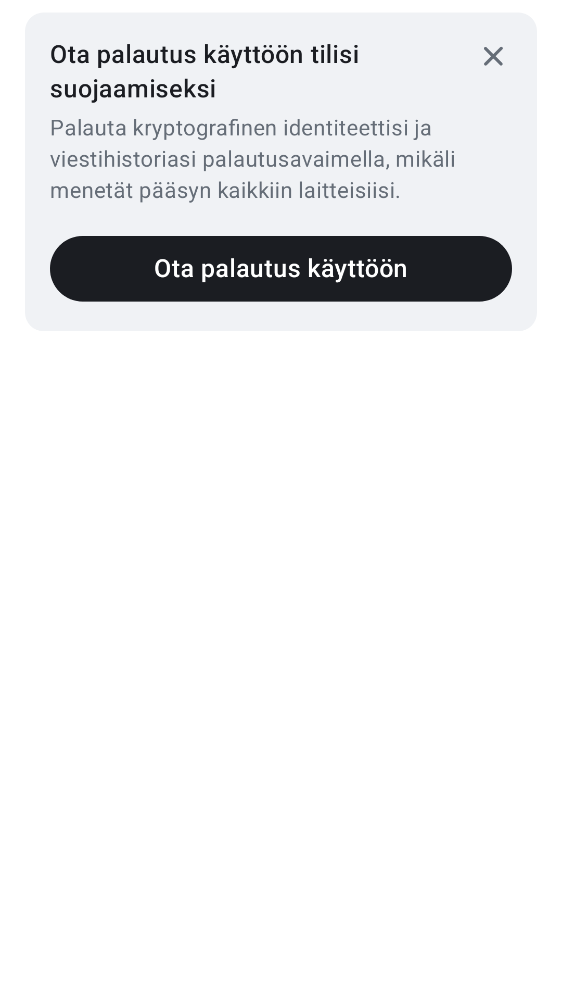 Ota palautus käyttöön tilisi
suojaamiseksi
Palauta kryptografinen identiteettisi ja
viestihistoriasi palautusavaimella, mikäli
menetät pääsyn kaikkiin laitteisiisi.
Ota palautus käyttöön